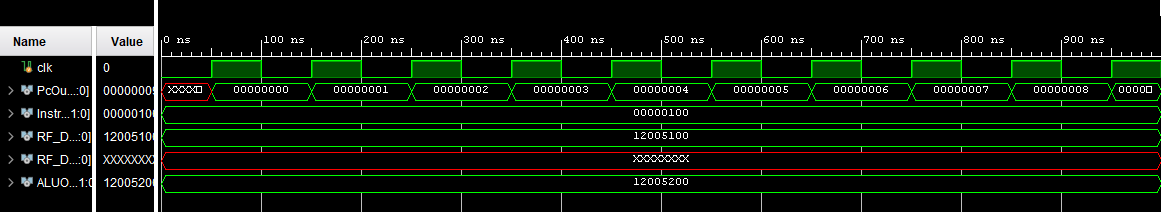 Name Value 0 ns 100 ns 200 ns 300 ns 400 ns 500 ns 600 ns 700 ns 800 ns 900 ns
clk 0
PcOu...:0] 00000009 XXXX 00000000 00000001 00000002 00000003 00000004 00000005 00000006 00000007 00000008 0000
Instr...1:0] 00000100 00000100
RF_D...:0] 12005100 12005100
RF_D...:0] XXXXXXXX XXXXXXXX
ALUO...1:0 12005200 12005200